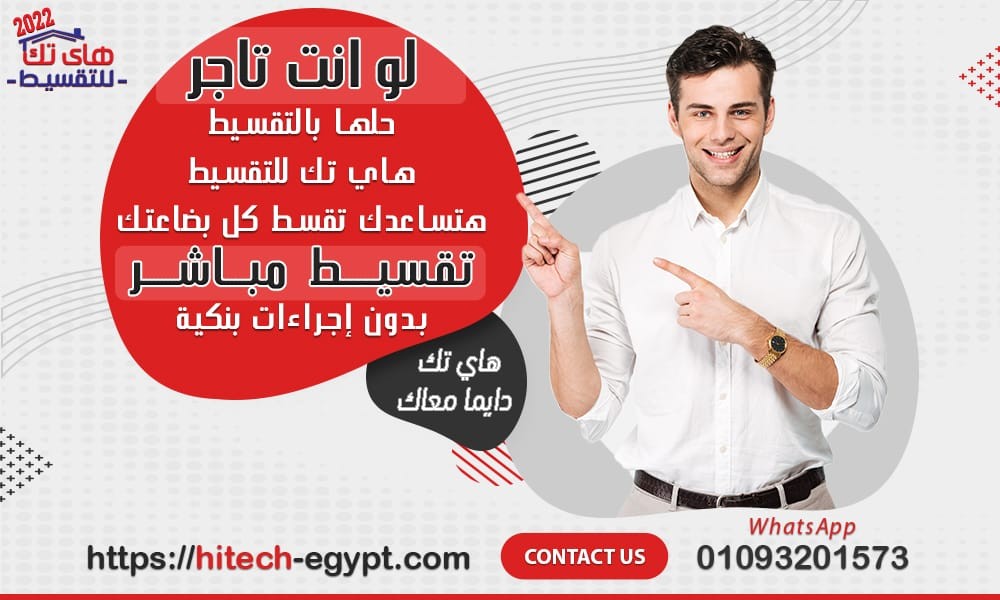 2022
هاى تك
للتقسيط
لو انت تاجر
حلها بالتقسيط
هاي تك للتقسيط
هتساعدك تقسط كل بضاعتك
تقسيط مباشر
بدون إجراءات بنكية
هاي تك
دايما معاك
WhatsApp
https://hitech-egypt.com
CONTACT US
01093201573